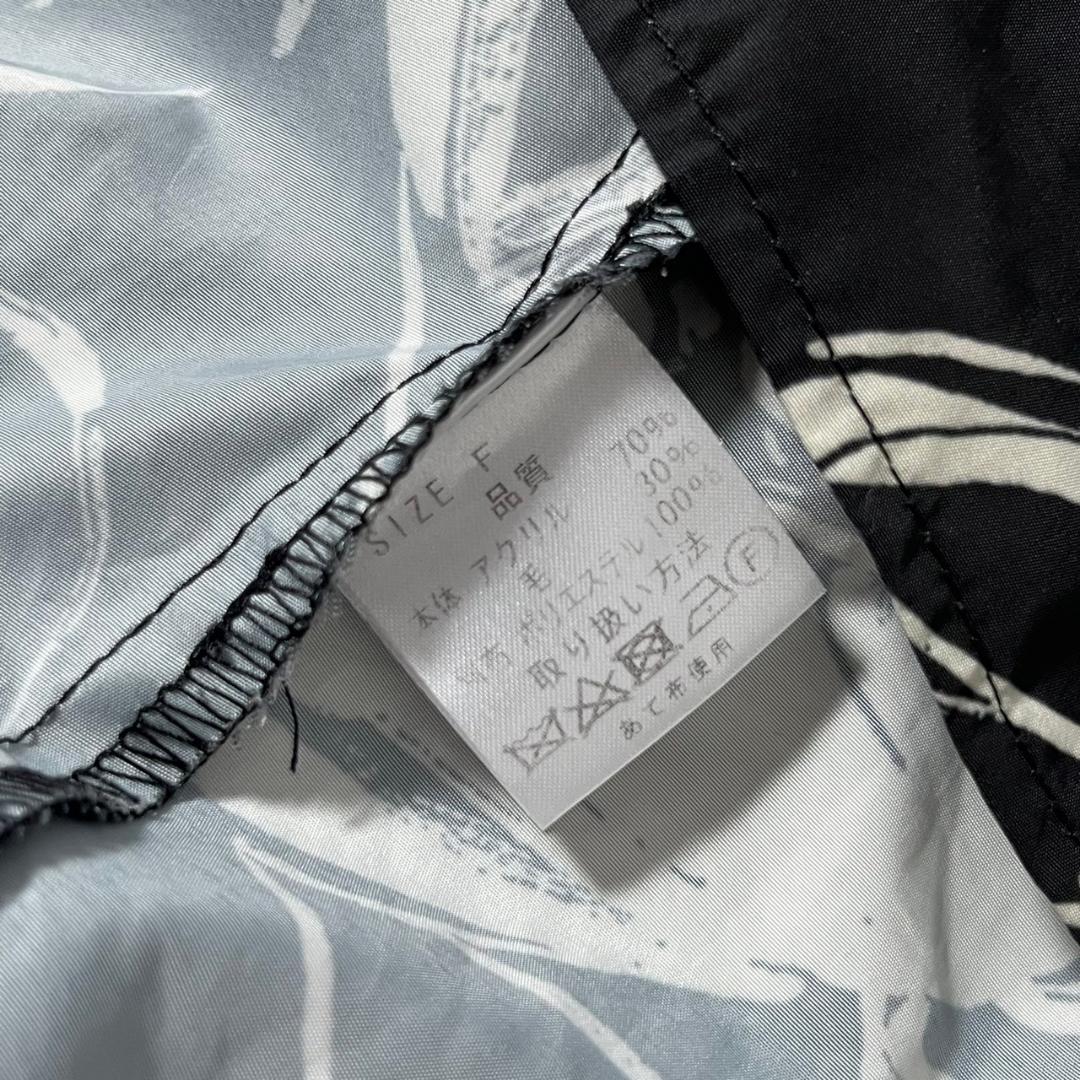 SIZE F
品質
本体 アクリル 70%
毛 30%
布 ポリエステル 100%
取り扱い方法
F
あて布使用